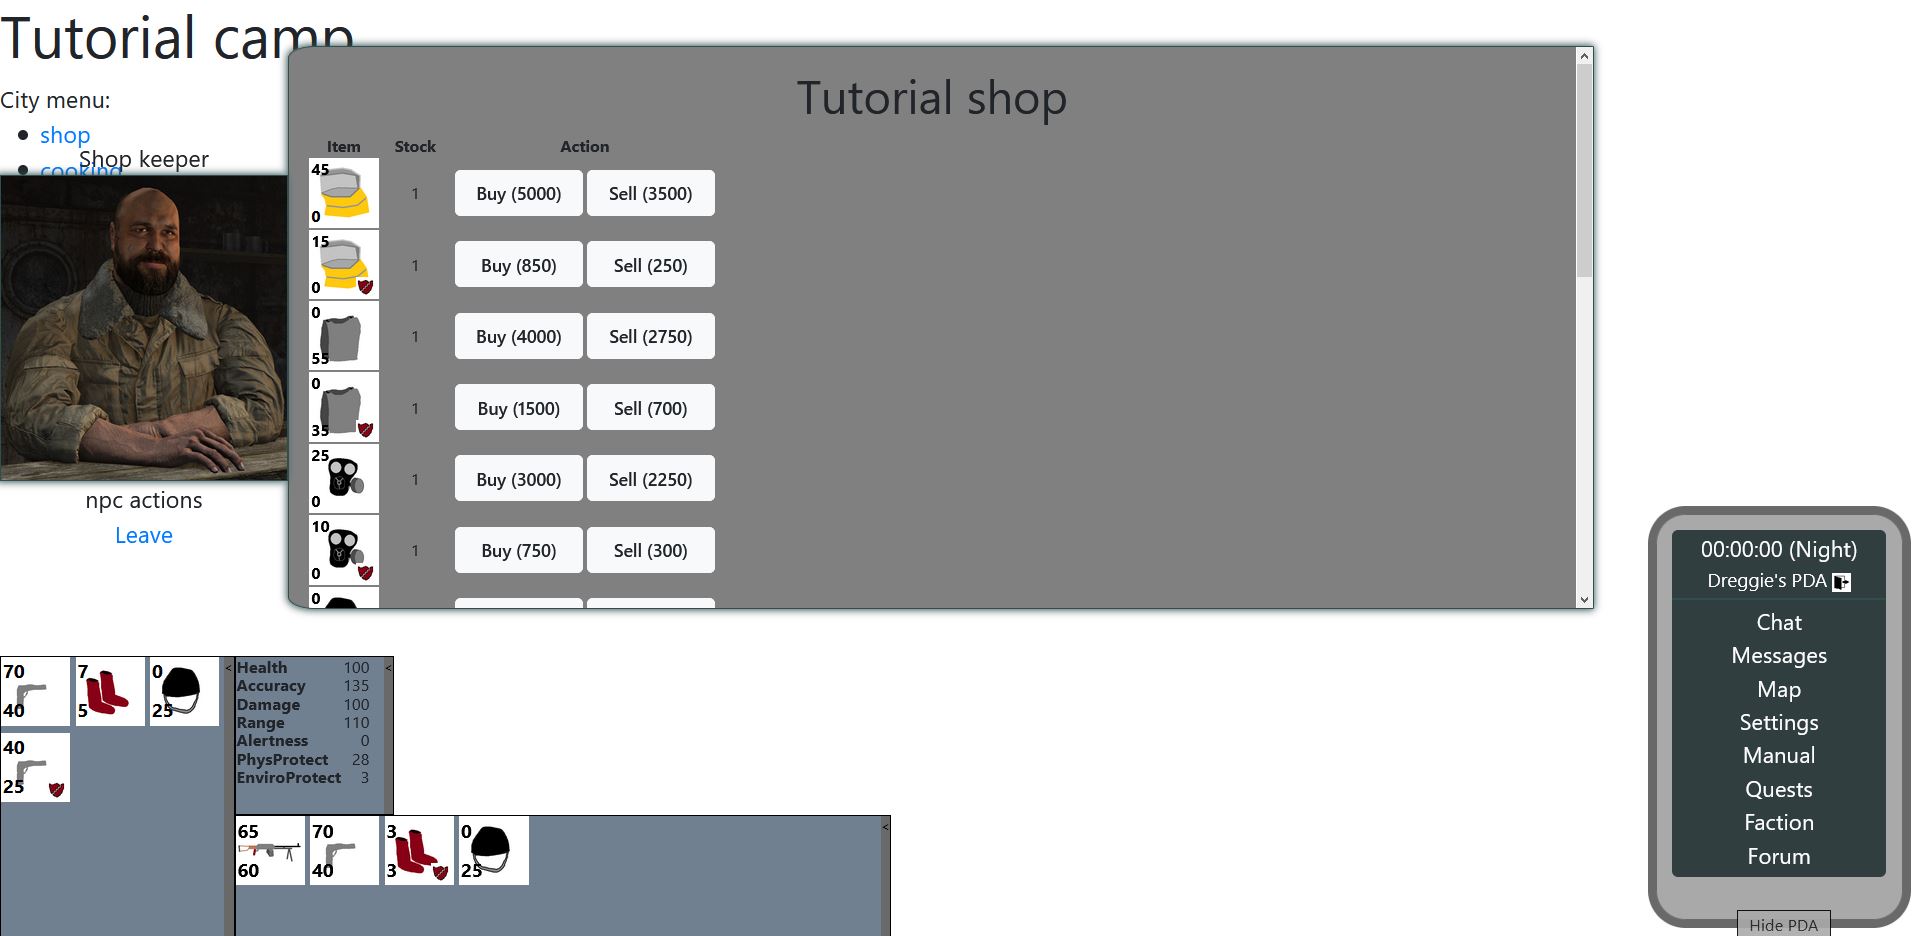 Tutorial camp
City menu:
shop
cooking
Shop keeper
npc actions
Leave
Tutorial shop
Item Stock Action
45
0
1 Buy (5000) Sell (3500)
15
0
1 Buy (850) Sell (250)
0
55
1 Buy (4000) Sell (2750)
0
35
1 Buy (1500) Sell (700)
25
0
1 Buy (3000) Sell (2250)
10
0
1 Buy (750) Sell (300)
0
70
40
7
5
0
25
40
25
<
Health 100
Accuracy 135
Damage 100
Range 110
Alertness 0
PhysProtect 28
EnviroProtect 3
<
65
60
70
40
3
3
0
25
<
00:00:00 (Night)
Dreggie's PDA
Chat
Messages
Map
Settings
Manual
Quests
Faction
Forum
Hide PDA